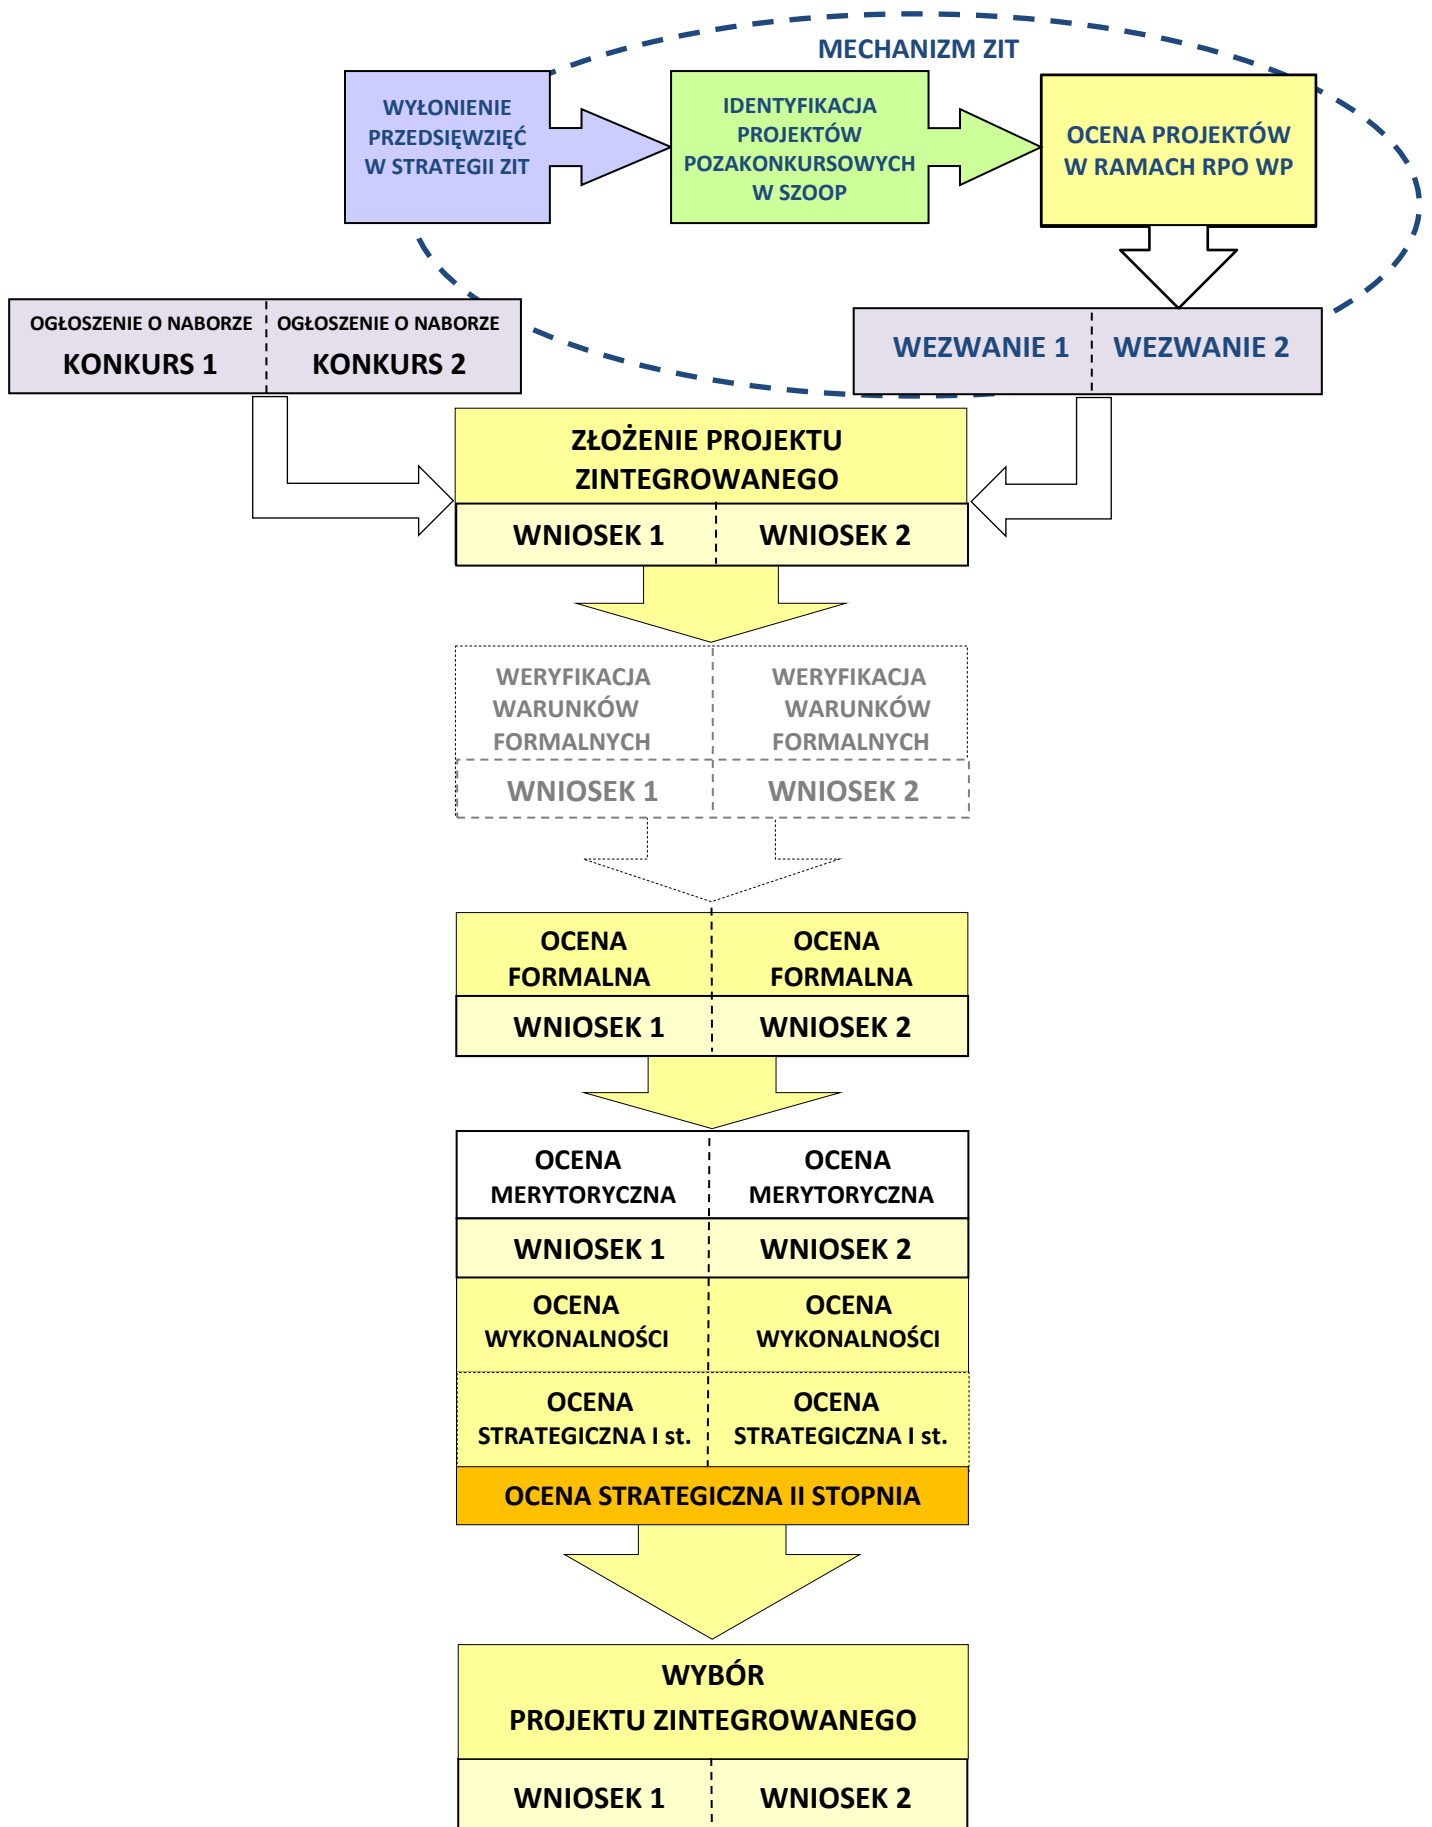 MECHANIZM ZIT
WYŁONIENIE
PRZEDSIĘWZIĘĆ
W STRATEGII ZIT
IDENTYFIKACJA
PROJEKTÓW
POZAKONKURSOWYCH
W SZOOP
OCENA PROJEKTÓW
W RAMACH RPO WP
OGŁOSZENIE O NABORZE
KONKURS 1
OGŁOSZENIE O NABORZE
KONKURS 2
WEZWANIE 1
WEZWANIE 2
ZŁOŻENIE PROJEKTU
ZINTEGROWANEGO
WNIOSEK 1
WNIOSEK 2
WERYFIKACJA
WARUNKÓW
FORMALNYCH
WERYFIKACJA
WARUNKÓW
FORMALNYCH
WNIOSEK 1
WNIOSEK 2
OCENA
FORMALNA
OCENA
FORMALNA
WNIOSEK 1
WNIOSEK 2
OCENA
MERYTORYCZNA
OCENA
MERYTORYCZNA
WNIOSEK 1
WNIOSEK 2
OCENA
WYKONALNOŚCI
OCENA
WYKONALNOŚCI
OCENA
STRATEGICZNA I st.
OCENA
STRATEGICZNA I st.
OCENA STRATEGICZNA II STOPNIA
WYBÓR
PROJEKTU ZINTEGROWANEGO
WNIOSEK 1
WNIOSEK 2